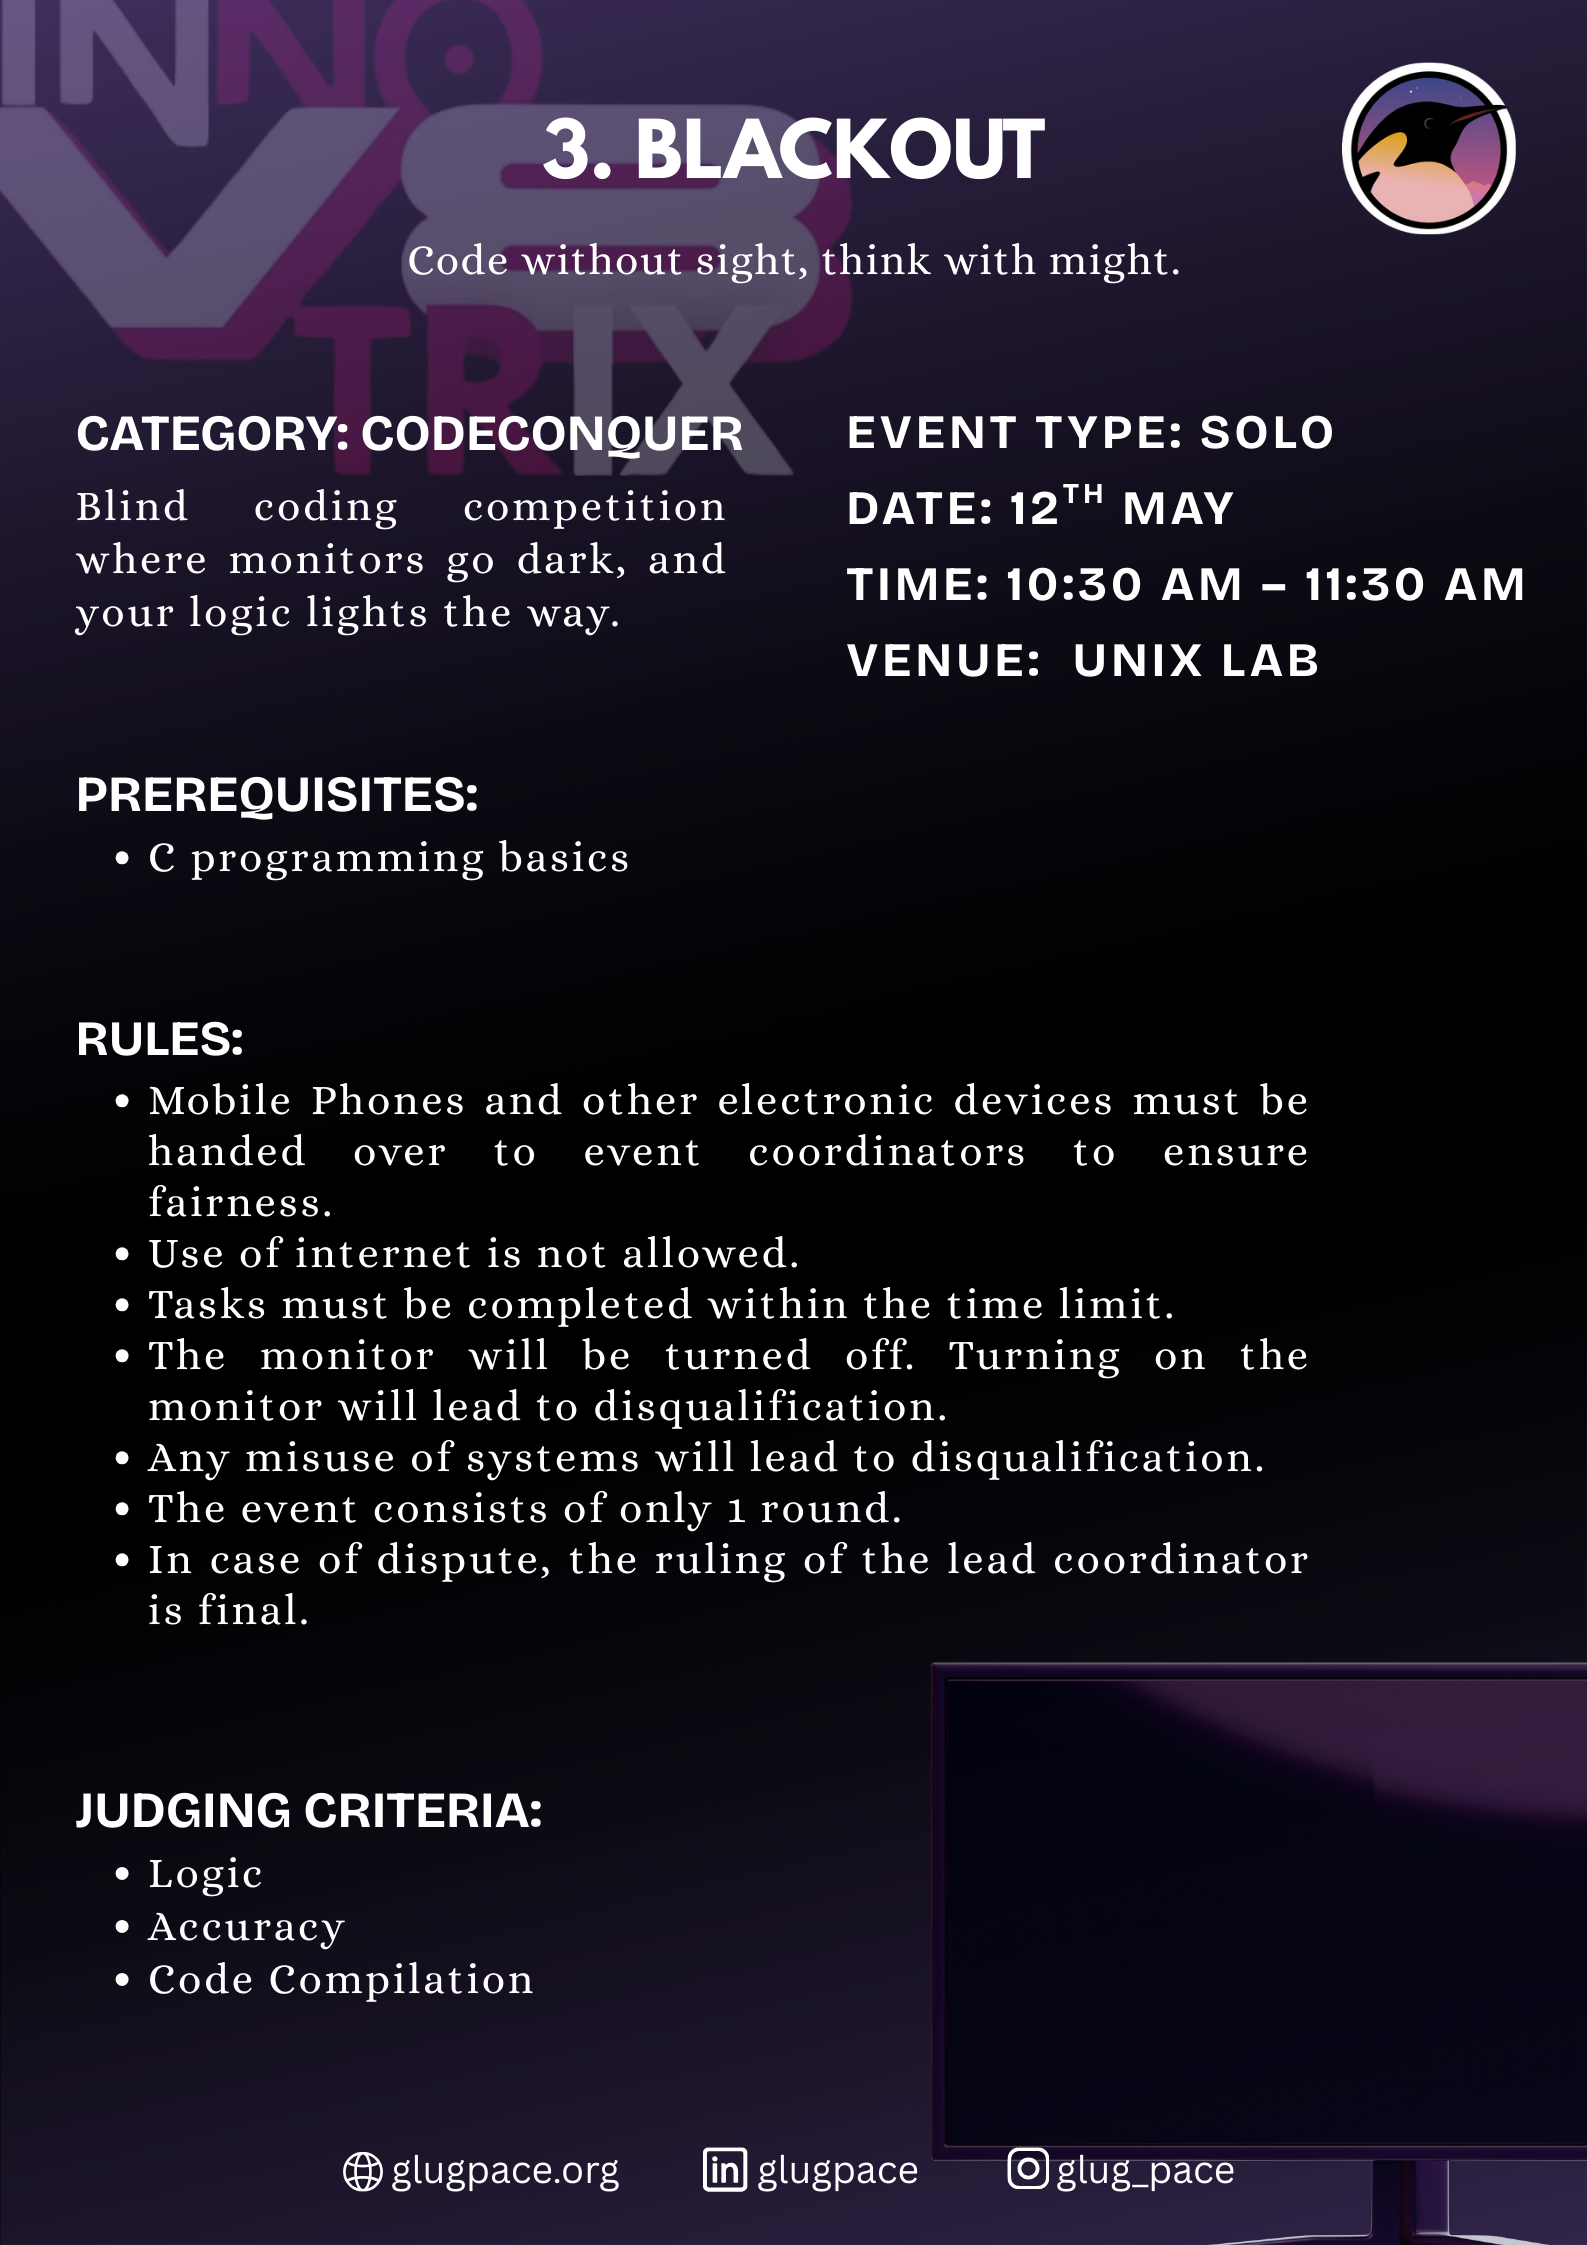 INNO
V8
TRIX
3. BLACKOUT
Code without sight, think with might.
CATEGORY: CODECONQUER
Blind coding competition
where monitors go dark, and
your logic lights the way.
EVENT TYPE: SOLO
DATE: 12TH MAY
TIME: 10:30 AM – 11:30 AM
VENUE: UNIX LAB
PREREQUISITES:
• C programming basics
RULES:
• Mobile Phones and other electronic devices must be
handed over to event coordinators to ensure
fairness.
• Use of internet is not allowed.
• Tasks must be completed within the time limit.
• The monitor will be turned off. Turning on the
monitor will lead to disqualification.
• Any misuse of systems will lead to disqualification.
• The event consists of only 1 round.
• In case of dispute, the ruling of the lead coordinator
is final.
JUDGING CRITERIA:
• Logic
• Accuracy
• Code Compilation
glugpace.org
in glugpace
glug_pace